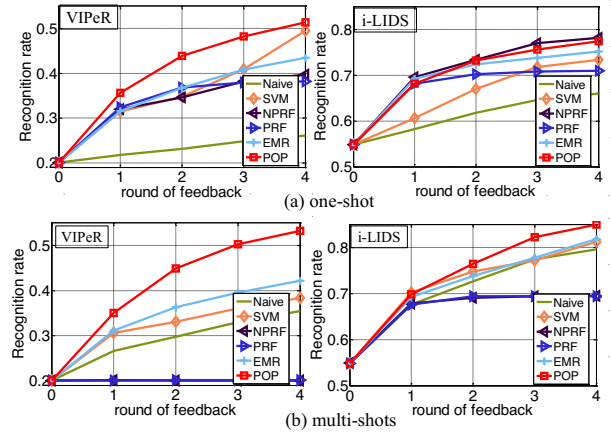 VIPeR
i-LIDS
Recognition rate
0.5
0.4
0.3
0.2
0 1 2 3 4
round of feedback
Naive
SVM
NPRF
PRF
EMR
POP
Recognition rate
0.8
0.7
0.6
0.5
0 1 2 3 4
round of feedback
Naive
SVM
NPRF
PRF
EMR
POP
(a) one-shot
VIPeR
i-LIDS
Recognition rate
0.5
0.4
0.3
0.2
0 1 2 3 4
round of feedback
Naive
SVM
NPRF
PRF
EMR
POP
Recognition rate
0.8
0.7
0.6
0.5
0 1 2 3 4
round of feedback
Naive
SVM
NPRF
PRF
EMR
POP
(b) multi-shots